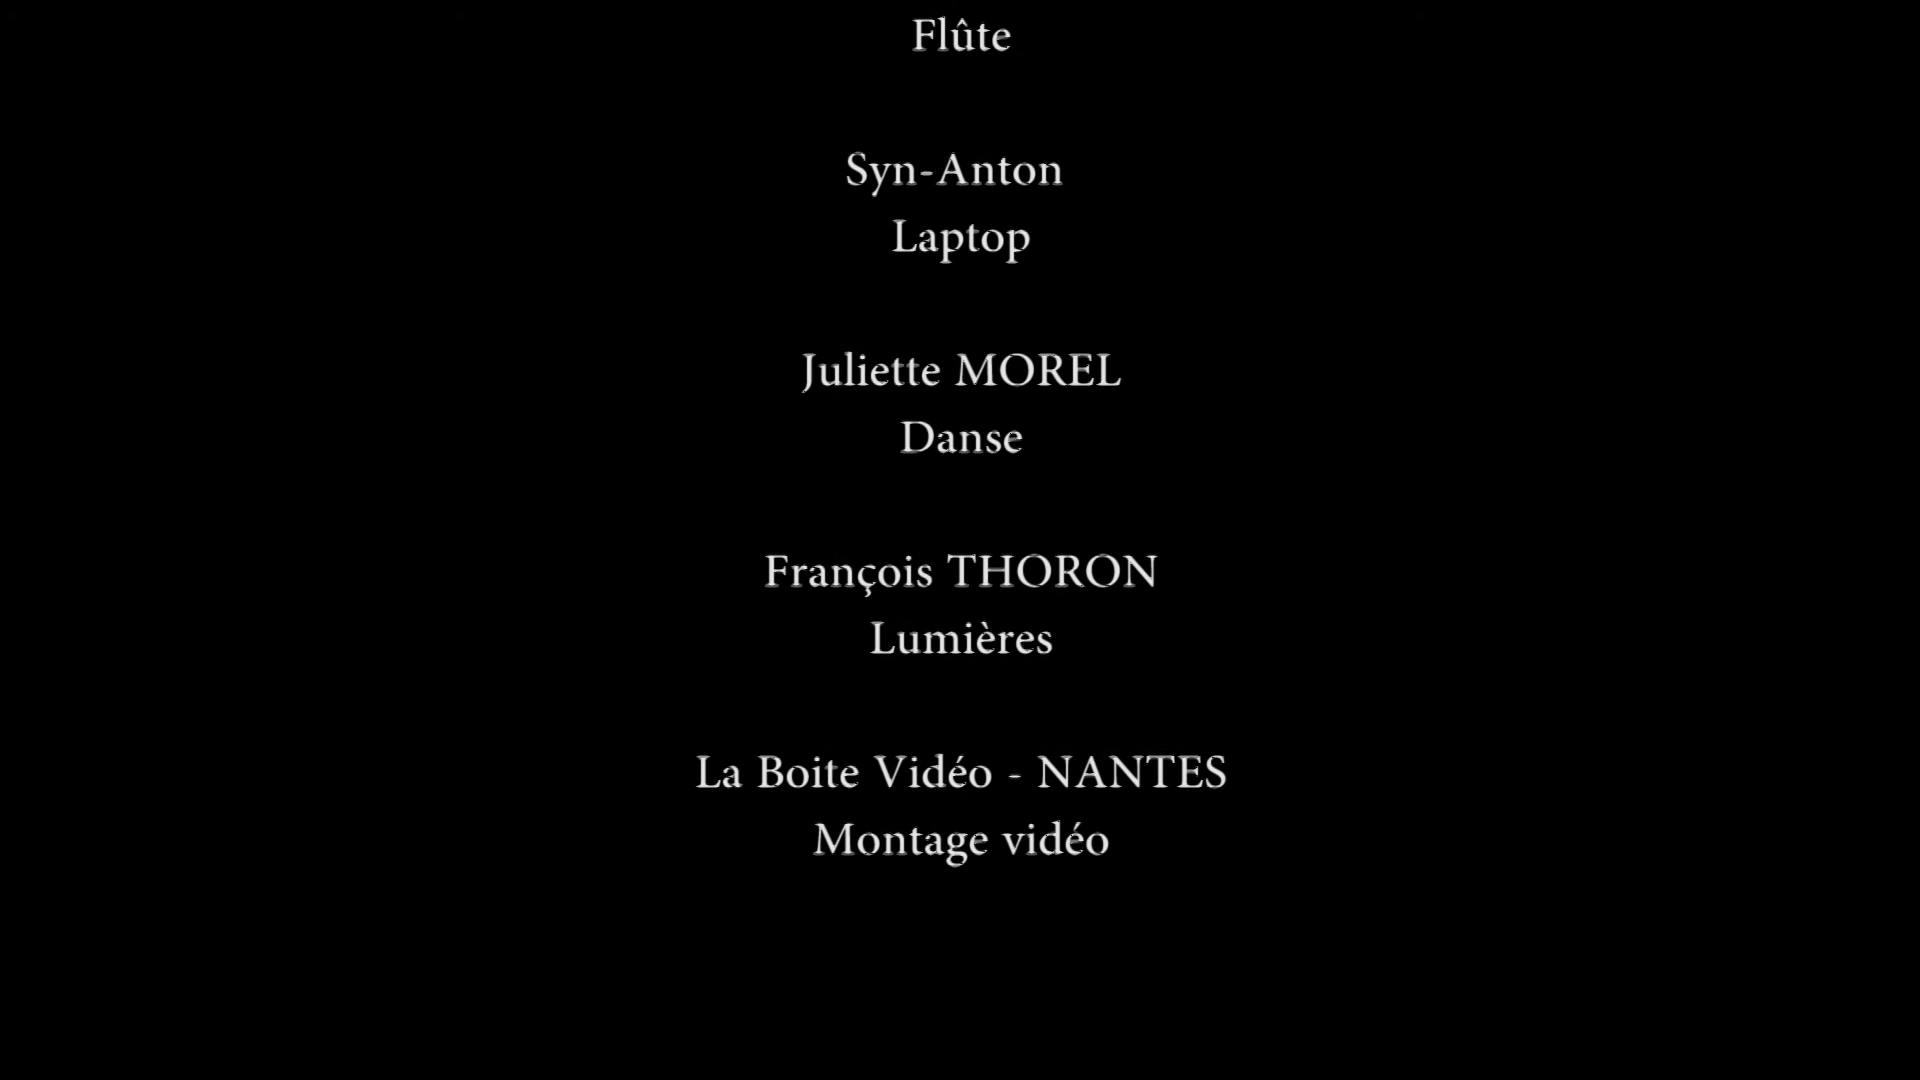 Flûte
Syn-Anton
Laptop
Juliette MOREL
Danse
François THORON
Lumières
La Boite Vidéo - NANTES
Montage vidéo